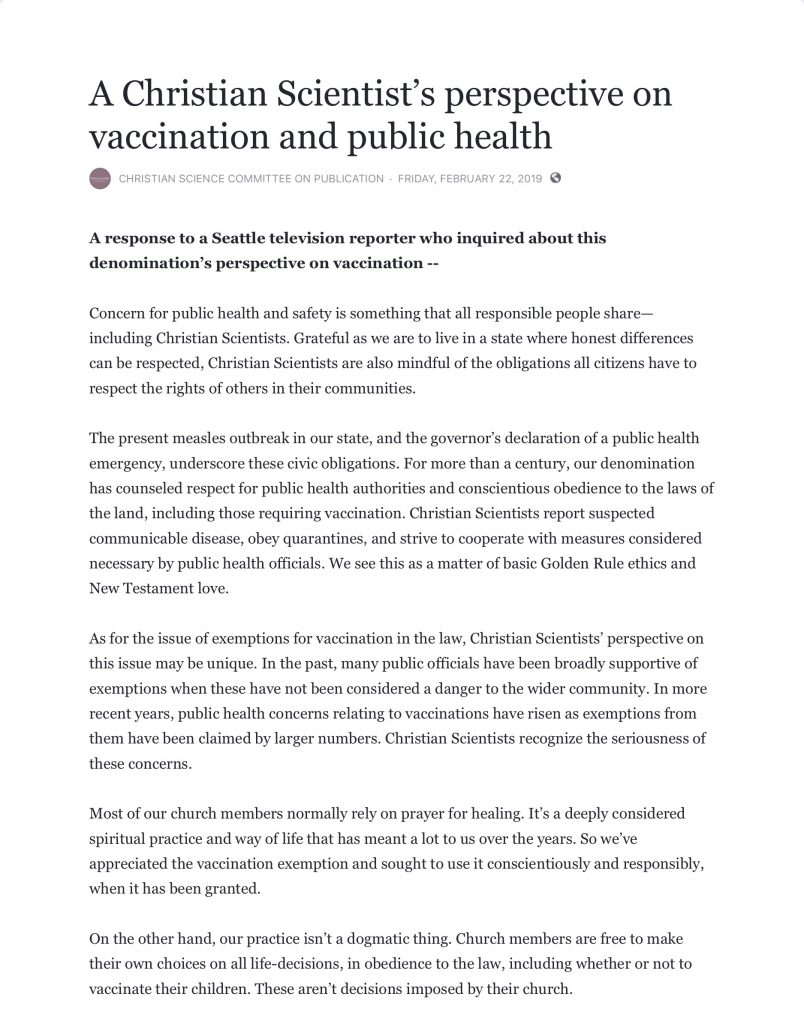 A Christian Scientist’s perspective on
vaccination and public health
CHRISTIAN SCIENCE COMMITTEE ON PUBLICATION · FRIDAY, FEBRUARY 22, 2019
A response to a Seattle television reporter who inquired about this
denomination’s perspective on vaccination --
Concern for public health and safety is something that all responsible people share—
including Christian Scientists. Grateful as we are to live in a state where honest differences
can be respected, Christian Scientists are also mindful of the obligations all citizens have to
respect the rights of others in their communities.
The present measles outbreak in our state, and the governor’s declaration of a public health
emergency, underscore these civic obligations. For more than a century, our denomination
has counseled respect for public health authorities and conscientious obedience to the laws of
the land, including those requiring vaccination. Christian Scientists report suspected
communicable disease, obey quarantines, and strive to cooperate with measures considered
necessary by public health officials. We see this as a matter of basic Golden Rule ethics and
New Testament love.
As for the issue of exemptions for vaccination in the law, Christian Scientists’ perspective on
this issue may be unique. In the past, many public officials have been broadly supportive of
exemptions when these have not been considered a danger to the wider community. In more
recent years, public health concerns relating to vaccinations have risen as exemptions from
them have been claimed by larger numbers. Christian Scientists recognize the seriousness of
these concerns.
Most of our church members normally rely on prayer for healing. It’s a deeply considered
spiritual practice and way of life that has meant a lot to us over the years. So we’ve
appreciated the vaccination exemption and sought to use it conscientiously and responsibly,
when it has been granted.
On the other hand, our practice isn’t a dogmatic thing. Church members are free to make
their own choices on all life-decisions, in obedience to the law, including whether or not to
vaccinate their children. These aren’t decisions imposed by their church.